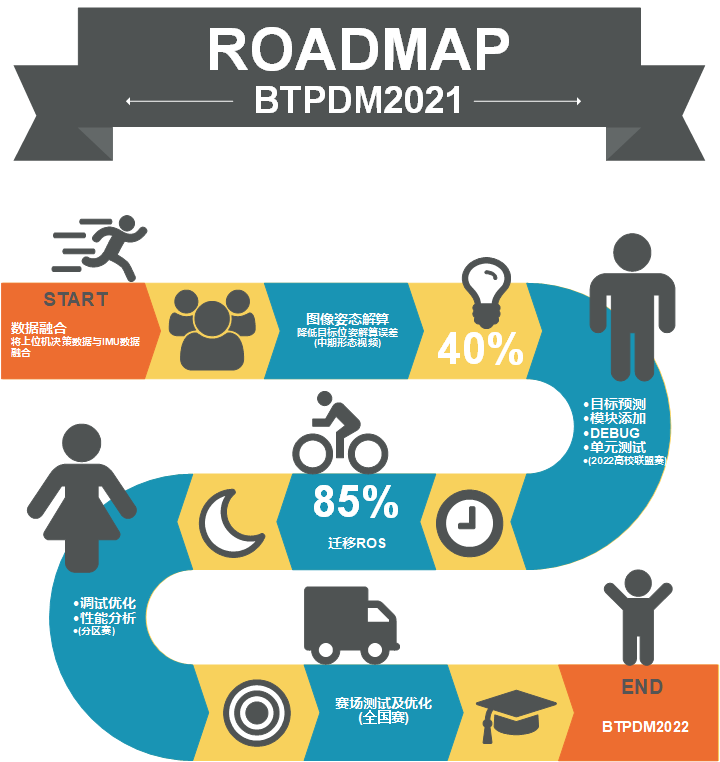 ROADMAP
BTPDM2021
START
数据融合
将上位机决策数据与IMU数据
融合
图像姿态解算
降低目标位姿解算误差
(中期形态视频)
40%
•目标预测
•模块添加
•DEBUG
•单元测试
•(2022高校联盟赛)
85%
迁移ROS
•调试优化
•性能分析
•(分区赛)
赛场测试及优化
(全国赛)
END
BTPDM2022